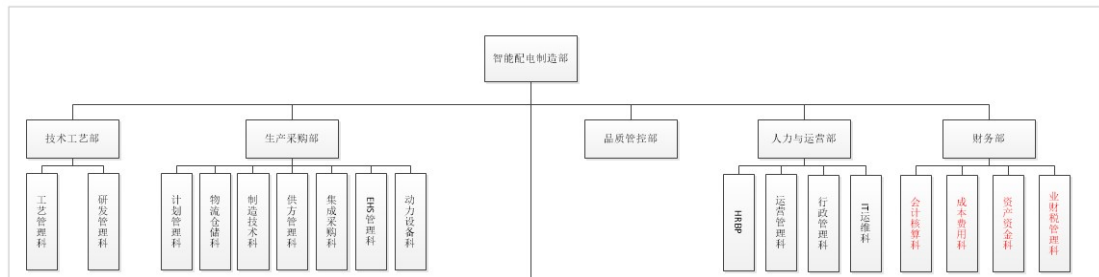 智能配电制造部
技术工艺部
生产采购部
品质管控部
人力与运营部
财务部
工艺管理科
研发管理科
计划管理科
物流仓储科
制造技术科
供方管理科
集成采购科
EHS管理科
动力设备科
HRBP
运营管理科
行政管理科
IT运维科
会计核算科
成本费用科
资产资金科
业财税管理科